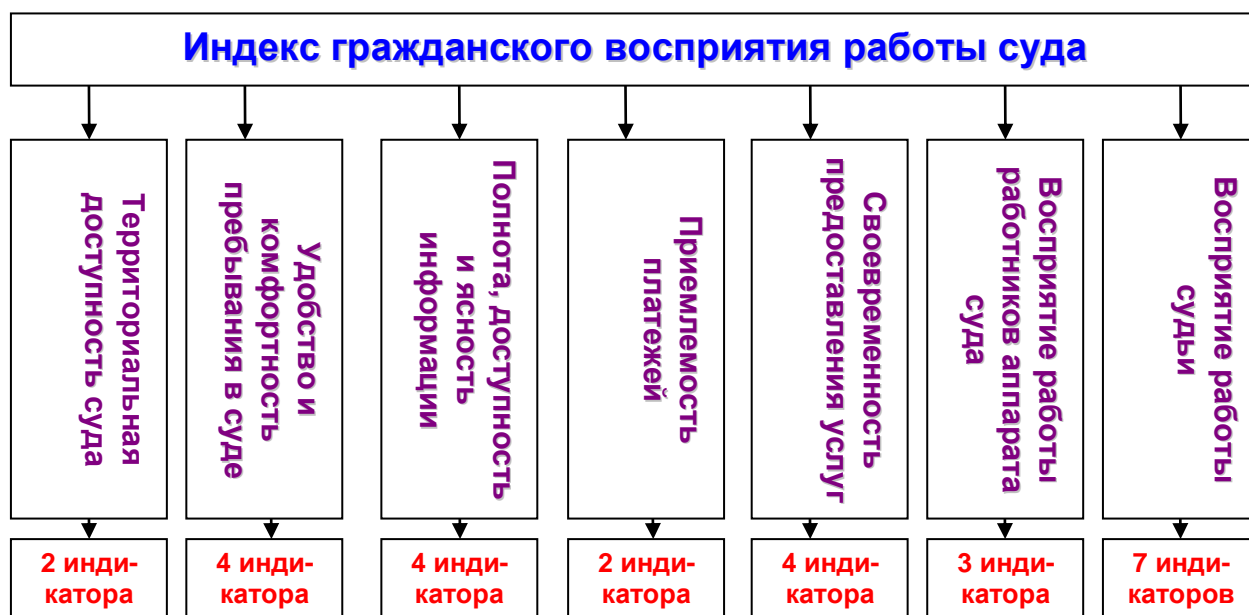 Индекс гражданского восприятия работы суда
Территориальная
доступность суда
Удобство и
комфортность
пребывания в суде
Полнота, доступность
и ясность
информации
Приемлемость
платежей
Своевременность
предоставления услуг
Восприятие работы
работников аппарата
суда
Восприятие работы
судьи
2 инди-
катора
4 инди-
катора
4 инди-
катора
2 инди-
катора
4 инди-
катора
3 инди-
катора
7 инди-
каторов